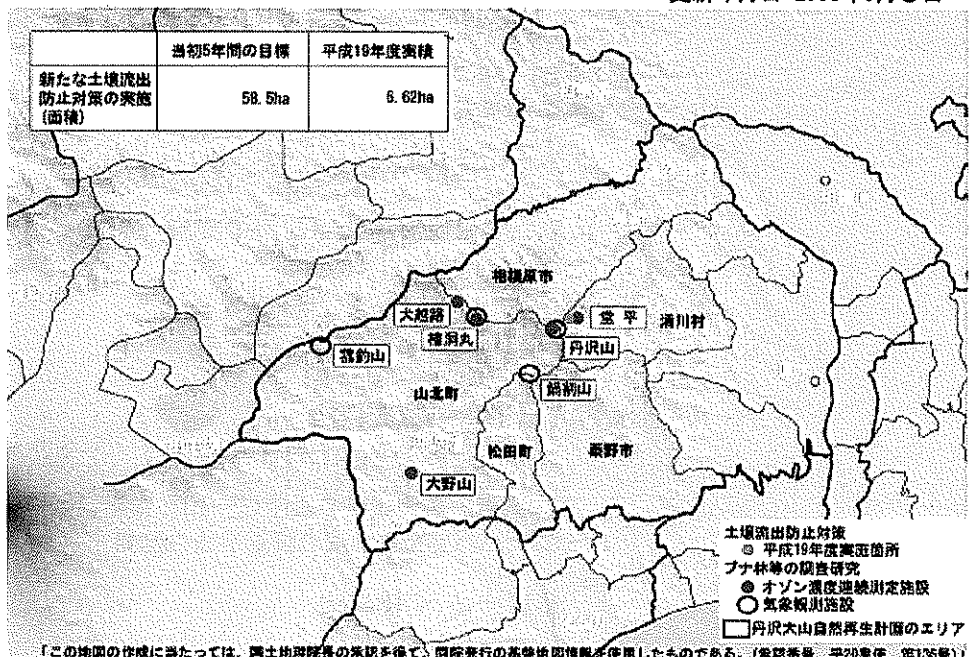 当初5年間の目標 平成19年度実積
新たな土壌流出
防止対策の実施
(面積)
58.5ha 6.62ha
相模原市
犬越路
檜洞丸
堂平
清川村
丹沢山
菰釣山
鍋割山
山北町
松田町
秦野市
大野山
土壌流出防止対策
平成19年度実施箇所
ブナ林等の調査研究
オゾン濃度連続測定施設
気象観測施設
丹沢大山自然再生計画のエリア
「この地図の作成に当たっては、国土地理院長の承認を得て、同院発行の基盤地図情報を使用したものである。